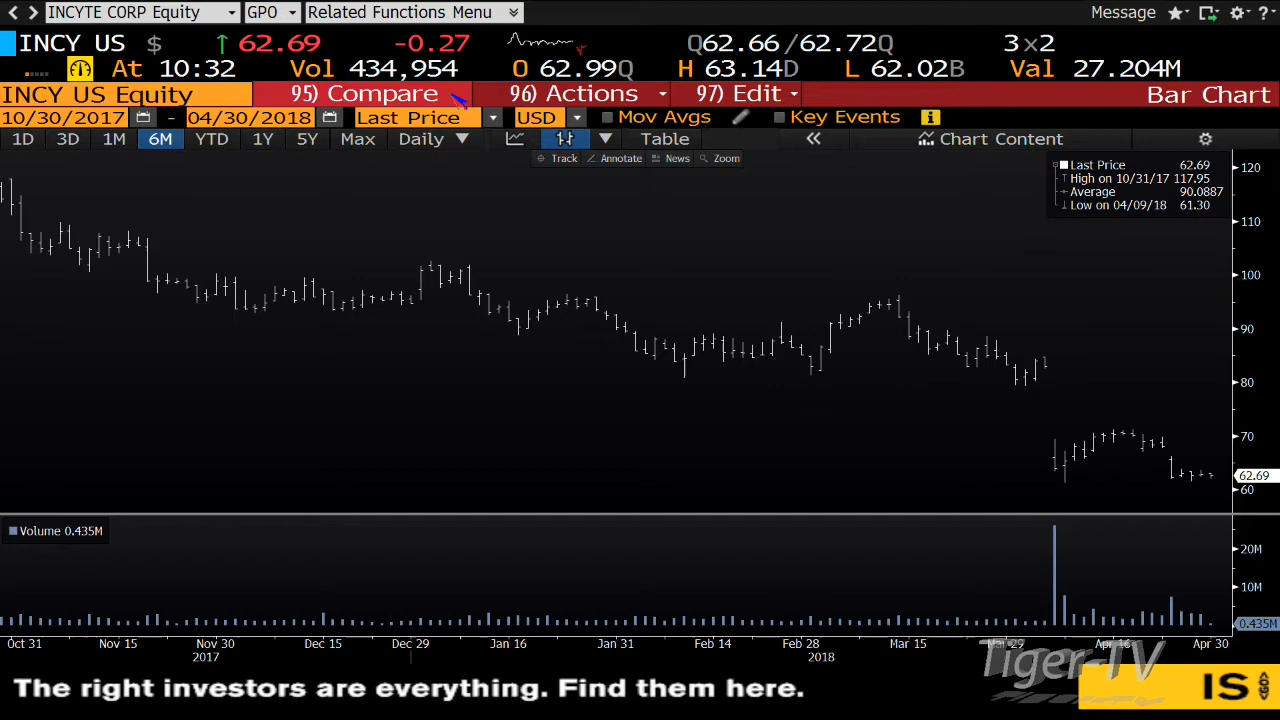 INCYTE CORP Equity GPO Related Functions Menu Message
INCY US $ ↑ 62.69 -0.27 Q62.66/62.72Q 3×2
At 10:32 Vol 434,954 O 62.99Q H 63.14D L 62.02B Val 27.204M
INCY US Equity 95) Compare 96) Actions 97) Edit Bar Chart
10/30/2017 - 04/30/2018 Last Price USD Mov Avgs Key Events
1D 3D 1M 6M YTD 1Y 5Y Max Daily Table Chart Content
Track Annotate News Zoom
Last Price 62.69
High on 10/31/17 117.95
Average 90.0887
Low on 04/09/18 61.30
120
110
100
90
80
70
62.69
60
Volume 0.435M
20M
10M
0.435M
Oct 31 Nov 15 Nov 30 Dec 15 Dec 29 Jan 16 Jan 31 Feb 14 Feb 28 Mar 15 Apr 16 Apr 30
2017 2018
Tiger-TV
The right investors are everything. Find them here. IS